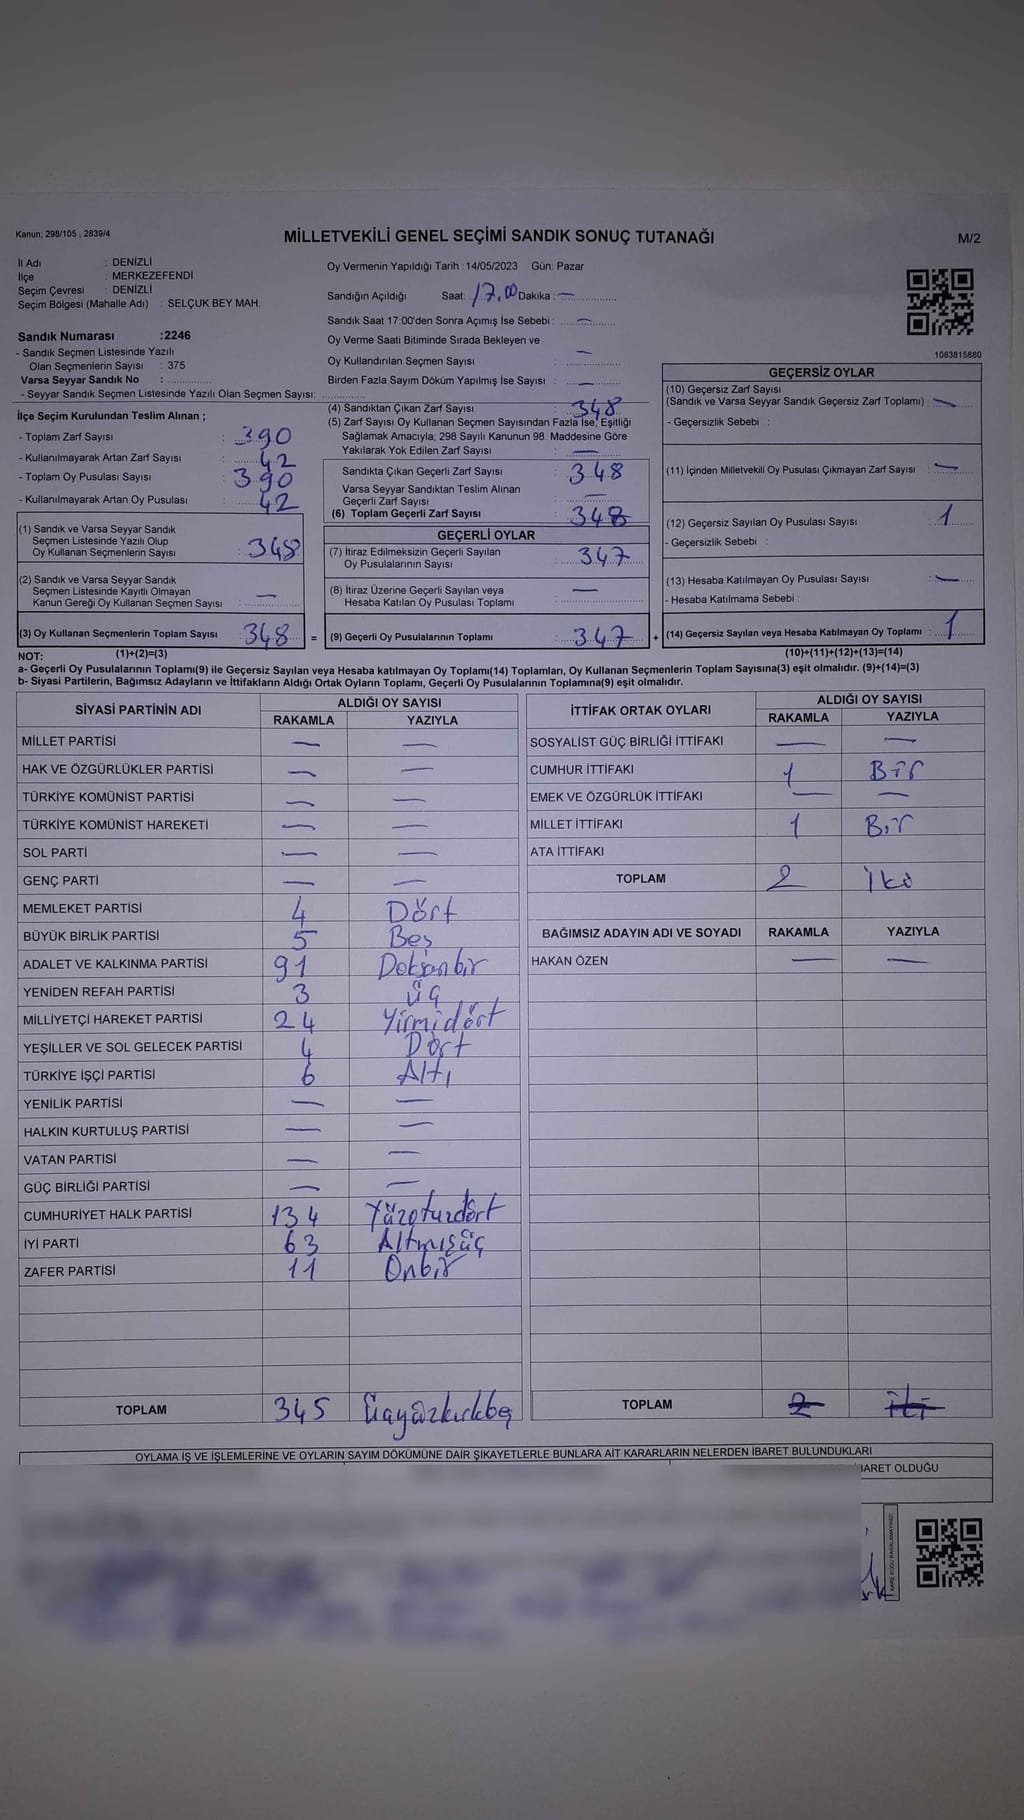 Kanun; 298/105 , 2839/4
MİLLETVEKİLİ GENEL SEÇİMİ SANDIK SONUÇ TUTANAĞI
M/2
İl Adı : DENİZLİ
İlçe : MERKEZEFENDİ
Seçim Çevresi : DENİZLİ
Seçim Bölgesi (Mahalle Adı) : SELÇUK BEY MAH.
Sandık Numarası :2246
- Sandık Seçmen Listesinde Yazılı
Olan Seçmenlerin Sayısı : 375
Varsa Seyyar Sandık No :
- Seyyar Sandık Seçmen Listesinde Yazılı Olan Seçmen Sayısı:
İlçe Seçim Kurulundan Teslim Alınan ;
- Toplam Zarf Sayısı : 390
- Kullanılmayarak Artan Zarf Sayısı : 42
- Toplam Oy Pusulası Sayısı : 390
- Kullanılmayarak Artan Oy Pusulası : 42
(1) Sandık ve Varsa Seyyar Sandık
Seçmen Listesinde Yazılı Olup
Oy Kullanan Seçmenlerin Sayısı : 348
(2) Sandık ve Varsa Seyyar Sandık
Seçmen Listesinde Kayıtlı Olmayan
Kanun Gereği Oy Kullanan Seçmen Sayısı : —
(3) Oy Kullanan Seçmenlerin Toplam Sayısı : 348 =
Oy Vermenin Yapıldığı Tarih :14/05/2023 Gün: Pazar
Sandığın Açıldığı Saat: 17.00 Dakika : —
Sandık Saat 17:00'den Sonra Açımış İse Sebebi : —
Oy Verme Saati Bitiminde Sırada Bekleyen ve
Oy Kullandırılan Seçmen Sayısı : —
Birden Fazla Sayım Döküm Yapılmış İse Sayısı : —
(4) Sandıktan Çıkan Zarf Sayısı : 348
(5) Zarf Sayısı Oy Kullanan Seçmen Sayısından Fazla İse, Eşitliği
Sağlamak Amacıyla; 298 Sayılı Kanunun 98. Maddesine Göre
Yakılarak Yok Edilen Zarf Sayısı : —
Sandıkta Çıkan Geçerli Zarf Sayısı : 348
Varsa Seyyar Sandıktan Teslim Alınan
Geçerli Zarf Sayısı : —
(6) Toplam Geçerli Zarf Sayısı : 348
GEÇERLİ OYLAR
(7) İtiraz Edilmeksizin Geçerli Sayılan
Oy Pusulalarının Sayısı : 347
(8) İtiraz Üzerine Geçerli Sayılan veya
Hesaba Katılan Oy Pusulası Toplamı : —
(9) Geçerli Oy Pusulalarının Toplamı : 347 +
1083815880
GEÇERSİZ OYLAR
(10) Geçersiz Zarf Sayısı
(Sandık ve Varsa Seyyar Sandık Geçersiz Zarf Toplamı) : —
- Geçersizlik Sebebi :
(11) İçinden Milletvekili Oy Pusulası Çıkmayan Zarf Sayısı : —
(12) Geçersiz Sayılan Oy Pusulası Sayısı : 1
- Geçersizlik Sebebi :
(13) Hesaba Katılmayan Oy Pusulası Sayısı : —
- Hesaba Katılmama Sebebi :
(14) Geçersiz Sayılan veya Hesaba Katılmayan Oy Toplamı : 1
NOT: (1)+(2)=(3) (10)+(11)+(12)+(13)=(14)
a- Geçerli Oy Pusulalarının Toplamı(9) ile Geçersiz Sayılan veya Hesaba katılmayan Oy Toplamı(14) Toplamları, Oy Kullanan Seçmenlerin Toplam Sayısına(3) eşit olmalıdır. (9)+(14)=(3)
b- Siyasi Partilerin, Bağımsız Adayların ve İttifakların Aldığı Ortak Oyların Toplamı, Geçerli Oy Pusulalarının Toplamına(9) eşit olmalıdır.
SİYASİ PARTİNİN ADI ALDIĞI OY SAYISI
RAKAMLA YAZIYLA
MİLLET PARTİSİ — —
HAK VE ÖZGÜRLÜKLER PARTİSİ — —
TÜRKİYE KOMÜNİST PARTİSİ — —
TÜRKİYE KOMÜNİST HAREKETİ — —
SOL PARTİ — —
GENÇ PARTİ — —
MEMLEKET PARTİSİ 4 Dört
BÜYÜK BİRLİK PARTİSİ 5 Beş
ADALET VE KALKINMA PARTİSİ 91 Doksanbir
YENİDEN REFAH PARTİSİ 3 üç
MİLLİYETÇİ HAREKET PARTİSİ 24 Yirmidört
YEŞİLLER VE SOL GELECEK PARTİSİ 4 Dört
TÜRKİYE İŞÇİ PARTİSİ 6 Altı
YENİLİK PARTİSİ — —
HALKIN KURTULUŞ PARTİSİ — —
VATAN PARTİSİ — —
GÜÇ BİRLİĞİ PARTİSİ — —
CUMHURİYET HALK PARTİSİ 134 Yüzotuzdört
İYİ PARTİ 63 Altmışüç
ZAFER PARTİSİ 11 Onbir
TOPLAM 345 Üçyüzkırkbeş
İTTİFAK ORTAK OYLARI ALDIĞI OY SAYISI
RAKAMLA YAZIYLA
SOSYALİST GÜÇ BİRLİĞİ İTTİFAKI — —
CUMHUR İTTİFAKI 1 Bir
EMEK VE ÖZGÜRLÜK İTTİFAKI — —
MİLLET İTTİFAKI 1 Bir
ATA İTTİFAKI
TOPLAM 2 İki
BAĞIMSIZ ADAYIN ADI VE SOYADI RAKAMLA YAZIYLA
HAKAN ÖZEN — —
TOPLAM 2 iki
OYLAMA İŞ VE İŞLEMLERİNE VE OYLARIN SAYIM DÖKÜMÜNE DAİR ŞİKAYETLERLE BUNLARA AİT KARARLARIN NELERDEN İBARET BULUNDUKLARI
İBARET OLDUĞU